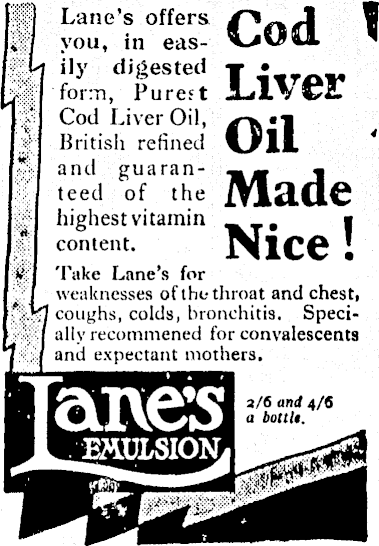 Lane's offers
you, in eas-
ily digested
form, Purest
Cod Liver Oil,
British refined
and guaran-
teed of the
highest vitamin
content.
Cod
Liver
Oil
Made
Nice!
Take Lane's for
weaknesses of the throat and chest,
coughs, colds, bronchitis. Speci-
ally recommened for convalescents
and expectant mothers.
Lane's
EMULSION
2/6 and 4/6
a bottle.